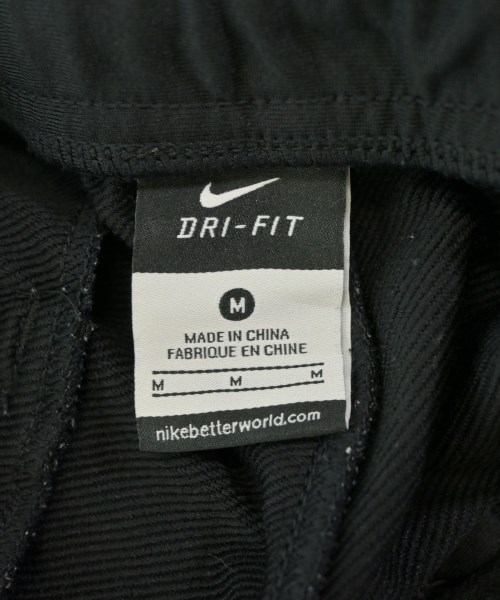 DRI-FIT
M
MADE IN CHINA
FABRIQUE EN CHINE
M M M
nikebetterworld.com